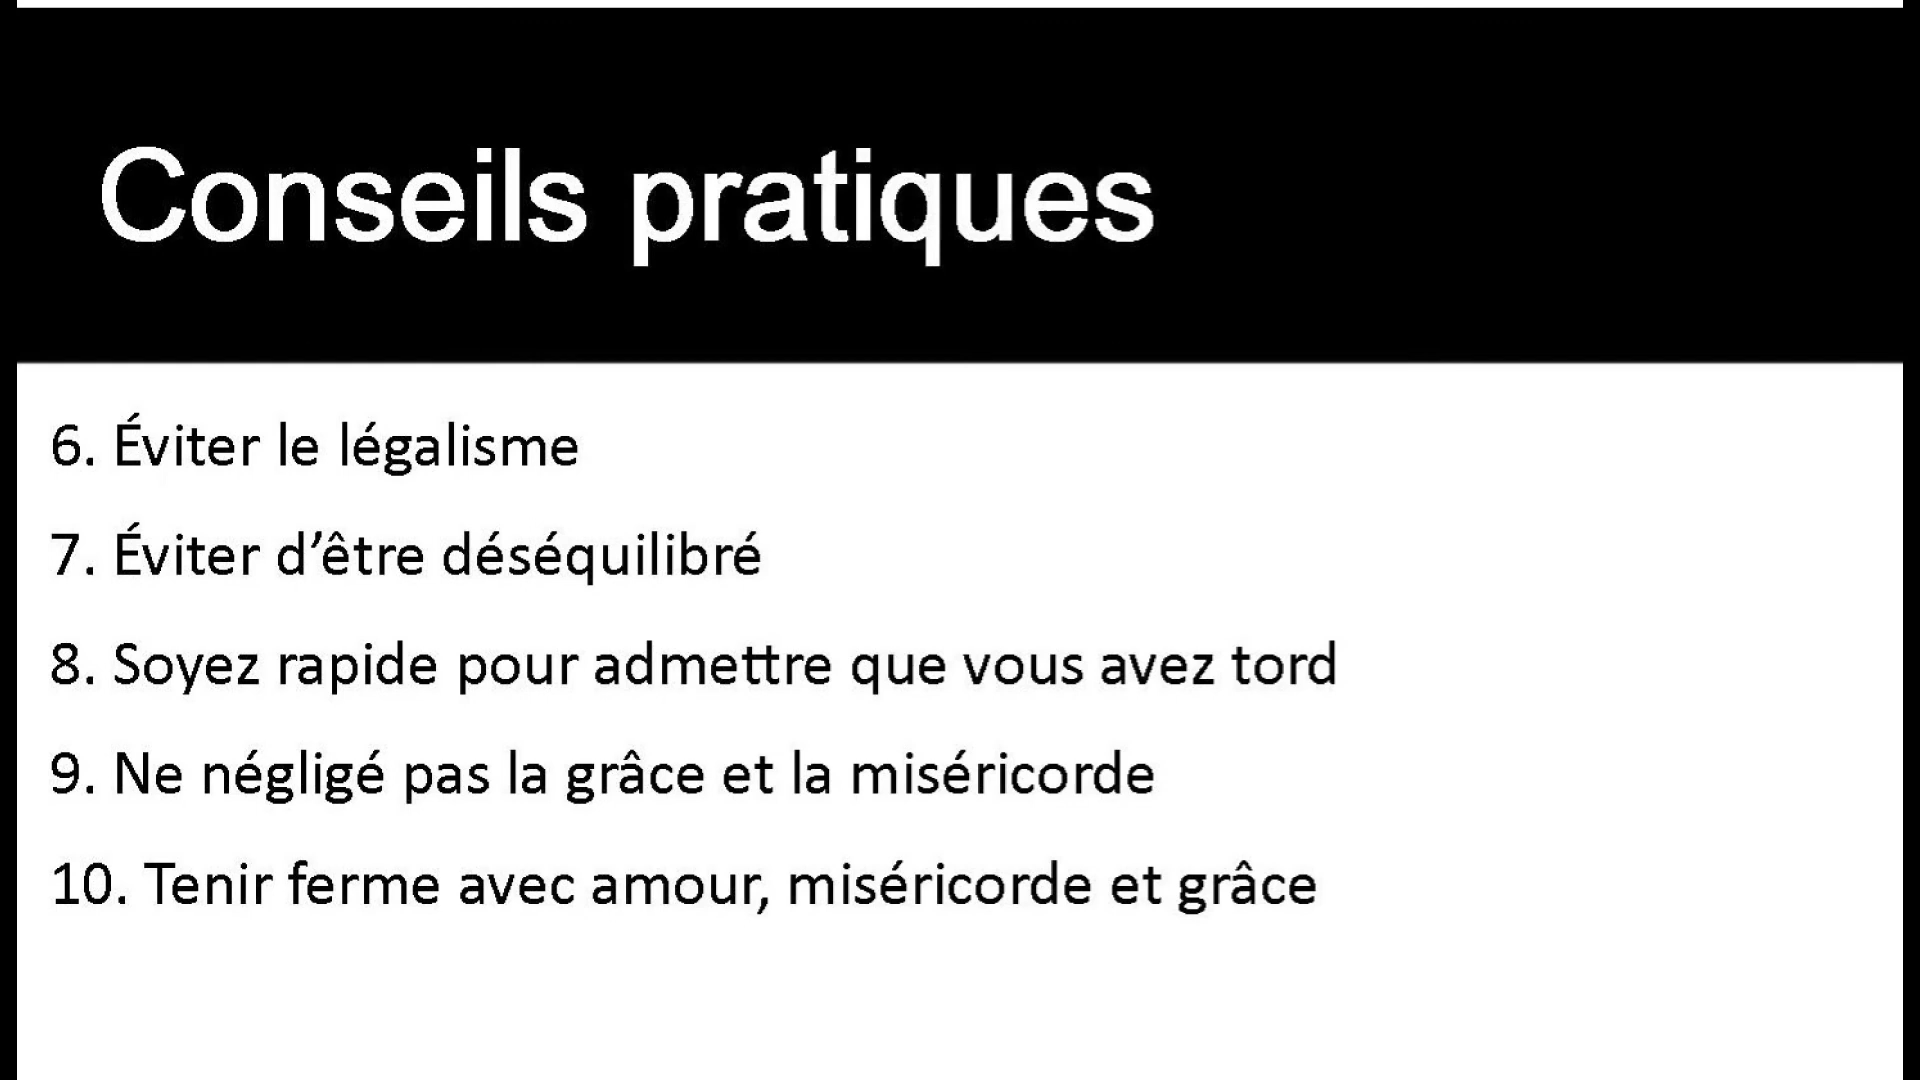 Conseils pratiques
6. Éviter le légalisme
7. Éviter d’être déséquilibré
8. Soyez rapide pour admettre que vous avez tord
9. Ne négligé pas la grâce et la miséricorde
10. Tenir ferme avec amour, miséricorde et grâce